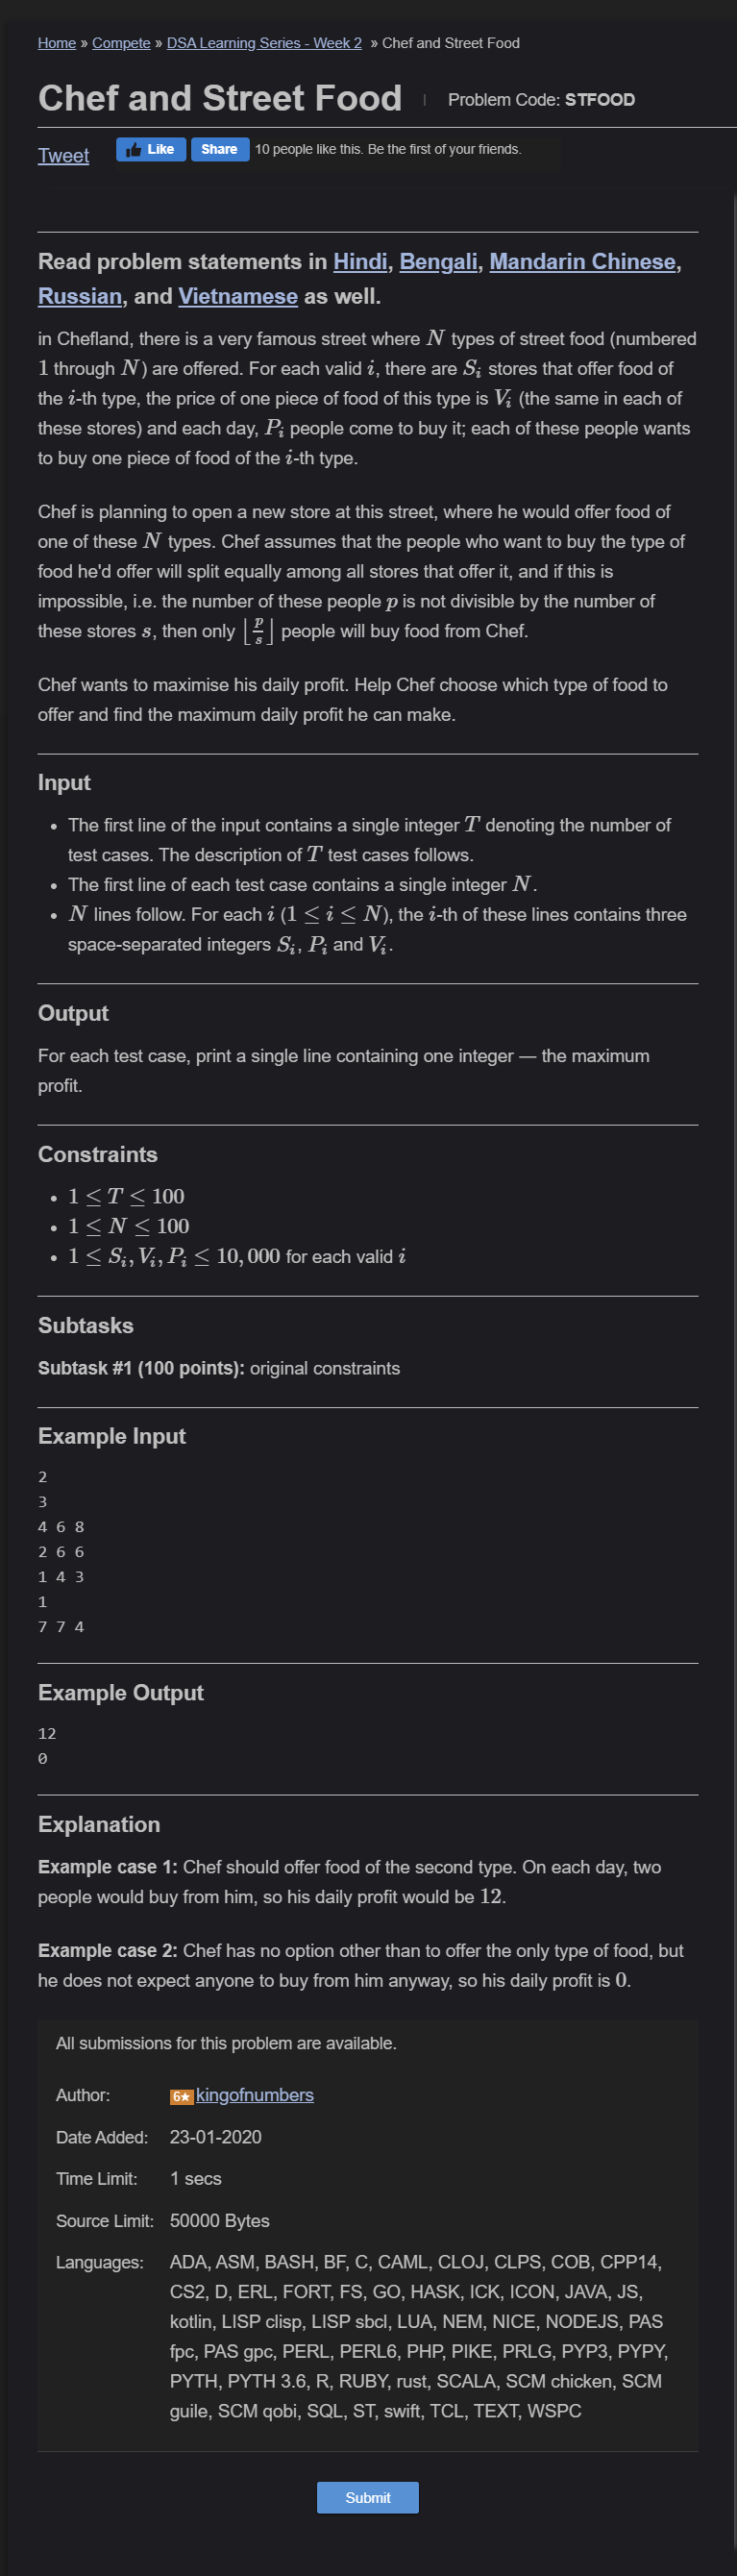 Home » Compete » DSA Learning Series - Week 2 » Chef and Street Food
Chef and Street Food | Problem Code: STFOOD
Tweet Like Share 10 people like this. Be the first of your friends.
Read problem statements in Hindi, Bengali, Mandarin Chinese,
Russian, and Vietnamese as well.
in Chefland, there is a very famous street where N types of street food (numbered
1 through N) are offered. For each valid i, there are Sᵢ stores that offer food of
the i-th type, the price of one piece of food of this type is Vᵢ (the same in each of
these stores) and each day, Pᵢ people come to buy it; each of these people wants
to buy one piece of food of the i-th type.
Chef is planning to open a new store at this street, where he would offer food of
one of these N types. Chef assumes that the people who want to buy the type of
food he'd offer will split equally among all stores that offer it, and if this is
impossible, i.e. the number of these people p is not divisible by the number of
these stores s, then only ⌊p/s⌋ people will buy food from Chef.
Chef wants to maximise his daily profit. Help Chef choose which type of food to
offer and find the maximum daily profit he can make.
Input
• The first line of the input contains a single integer T denoting the number of
test cases. The description of T test cases follows.
• The first line of each test case contains a single integer N.
• N lines follow. For each i (1 ≤ i ≤ N), the i-th of these lines contains three
space-separated integers Sᵢ, Pᵢ and Vᵢ.
Output
For each test case, print a single line containing one integer — the maximum
profit.
Constraints
• 1 ≤ T ≤ 100
• 1 ≤ N ≤ 100
• 1 ≤ Sᵢ, Vᵢ, Pᵢ ≤ 10,000 for each valid i
Subtasks
Subtask #1 (100 points): original constraints
Example Input
2
3
4 6 8
2 6 6
1 4 3
1
7 7 4
Example Output
12
0
Explanation
Example case 1: Chef should offer food of the second type. On each day, two
people would buy from him, so his daily profit would be 12.
Example case 2: Chef has no option other than to offer the only type of food, but
he does not expect anyone to buy from him anyway, so his daily profit is 0.
All submissions for this problem are available.
Author: 6★ kingofnumbers
Date Added: 23-01-2020
Time Limit: 1 secs
Source Limit: 50000 Bytes
Languages: ADA, ASM, BASH, BF, C, CAML, CLOJ, CLPS, COB, CPP14,
CS2, D, ERL, FORT, FS, GO, HASK, ICK, ICON, JAVA, JS,
kotlin, LISP clisp, LISP sbcl, LUA, NEM, NICE, NODEJS, PAS
fpc, PAS gpc, PERL, PERL6, PHP, PIKE, PRLG, PYP3, PYPY,
PYTH, PYTH 3.6, R, RUBY, rust, SCALA, SCM chicken, SCM
guile, SCM qobi, SQL, ST, swift, TCL, TEXT, WSPC
Submit